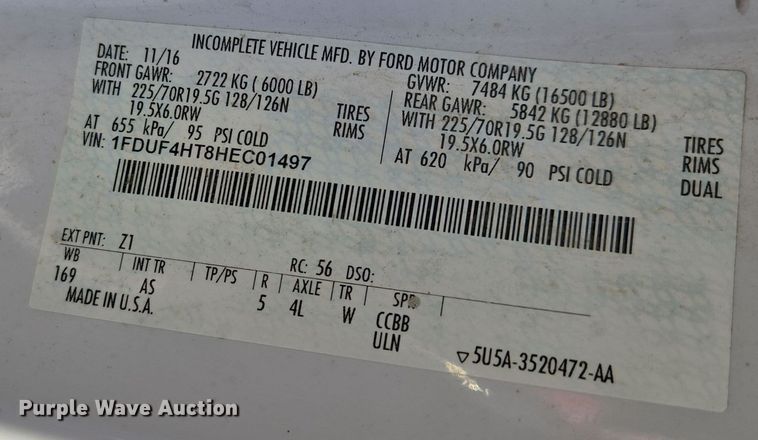 INCOMPLETE VEHICLE MFD. BY FORD MOTOR COMPANY
DATE: 11/16 GVWR: 7484 KG (16500 LB)
FRONT GAWR: 2722 KG (6000 LB) REAR GAWR: 5842 KG (12880 LB)
WITH 225/70R19.5G 128/126N TIRES WITH 225/70R19.5G 128/126N TIRES
19.5X6.0RW RIMS 19.5X6.0RW RIMS
AT 655 kPa/ 95 PSI COLD AT 620 kPa/ 90 PSI COLD DUAL
VIN: 1FDUF4HT8HEC01497
EXT PNT: Z1 RC: 56 DSO:
WB INT TR TP/PS R AXLE TR SPR
169 AS 5 4L W CCBB
MADE IN U.S.A. ULN
5U5A-3520472-AA
Purple Wave Auction